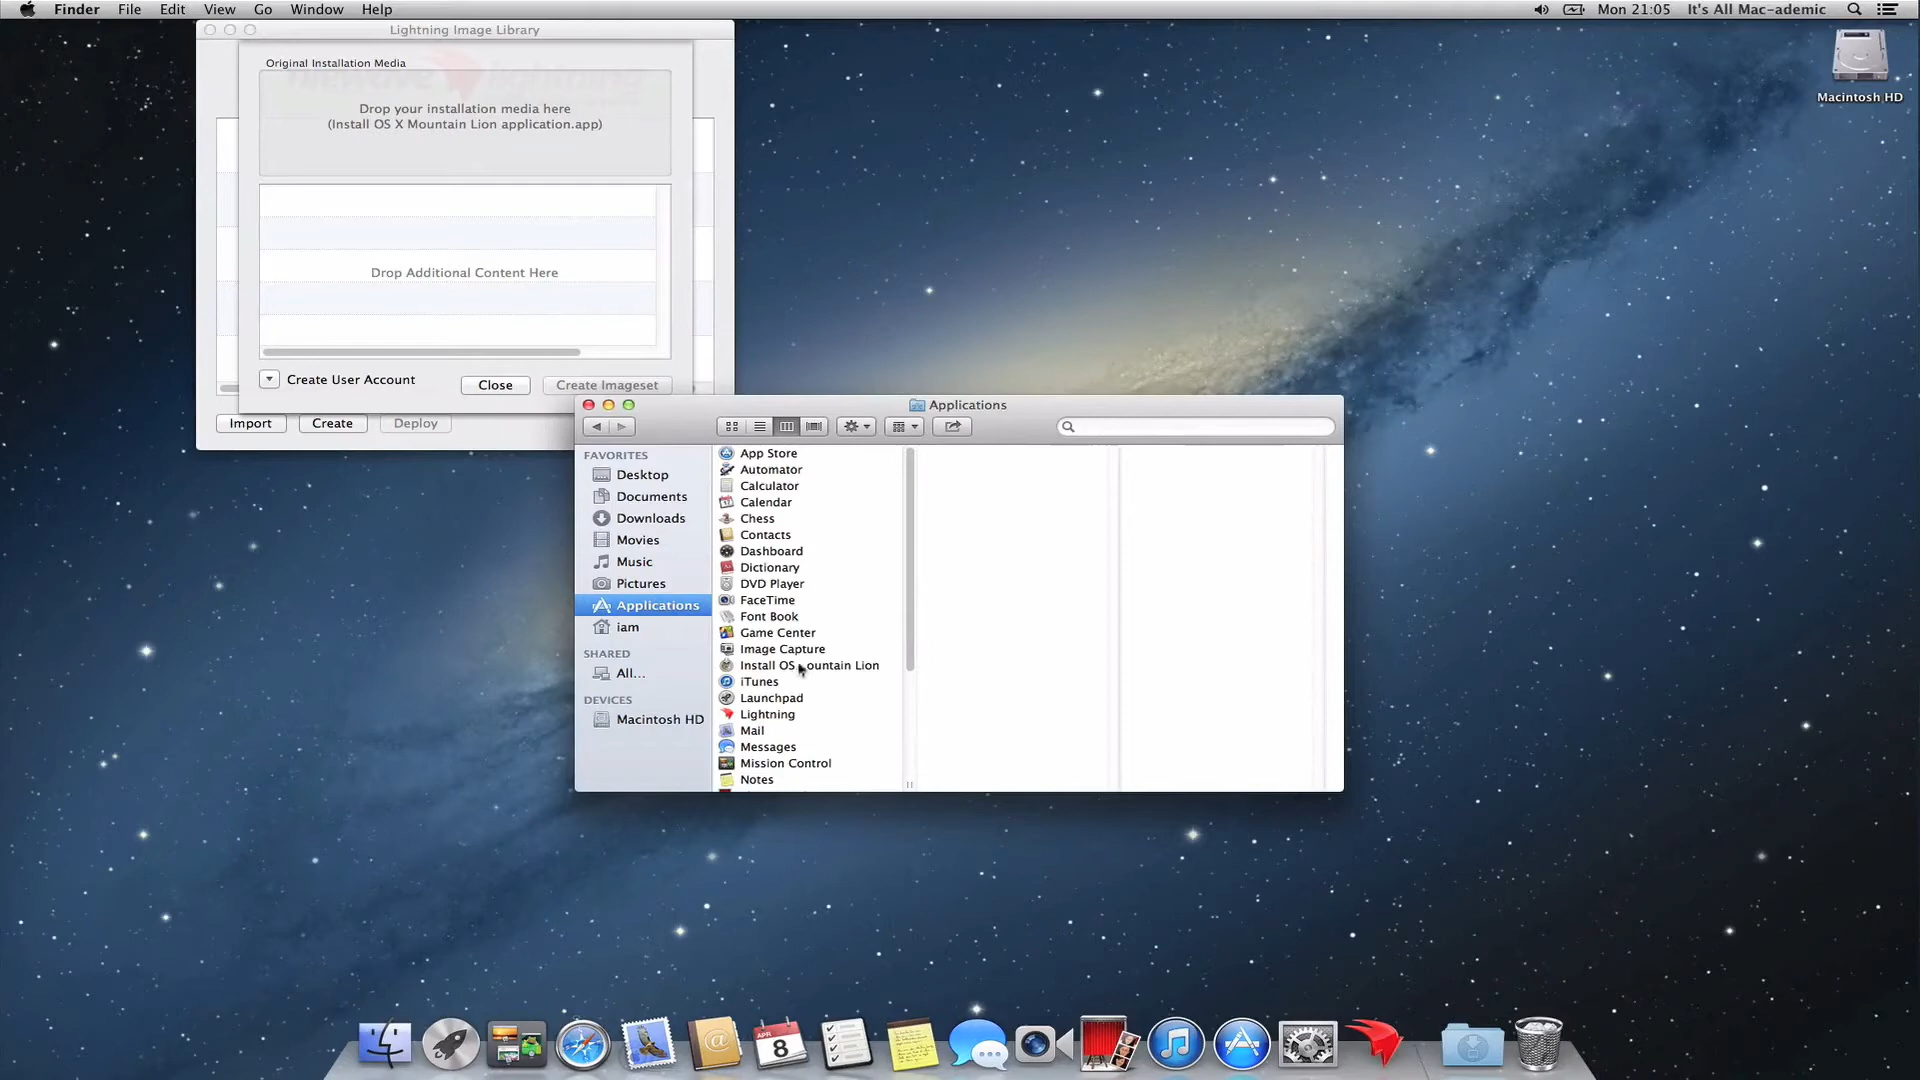 Finder File Edit View Go Window Help
Mon 21:05 It's All Mac-ademic
Lightning Image Library
Original Installation Media
Drop your installation media here
(Install OS X Mountain Lion application.app)
Drop Additional Content Here
Create User Account
Close
Create Imageset
Import
Create
Deploy
Macintosh HD
Applications
FAVORITES
Desktop
Documents
Downloads
Movies
Music
Pictures
Applications
iam
SHARED
All...
DEVICES
Macintosh HD
App Store
Automator
Calculator
Calendar
Chess
Contacts
Dashboard
Dictionary
DVD Player
FaceTime
Font Book
Game Center
Image Capture
Install OS ountain Lion
iTunes
Launchpad
Lightning
Mail
Messages
Mission Control
Notes
APR
8
@